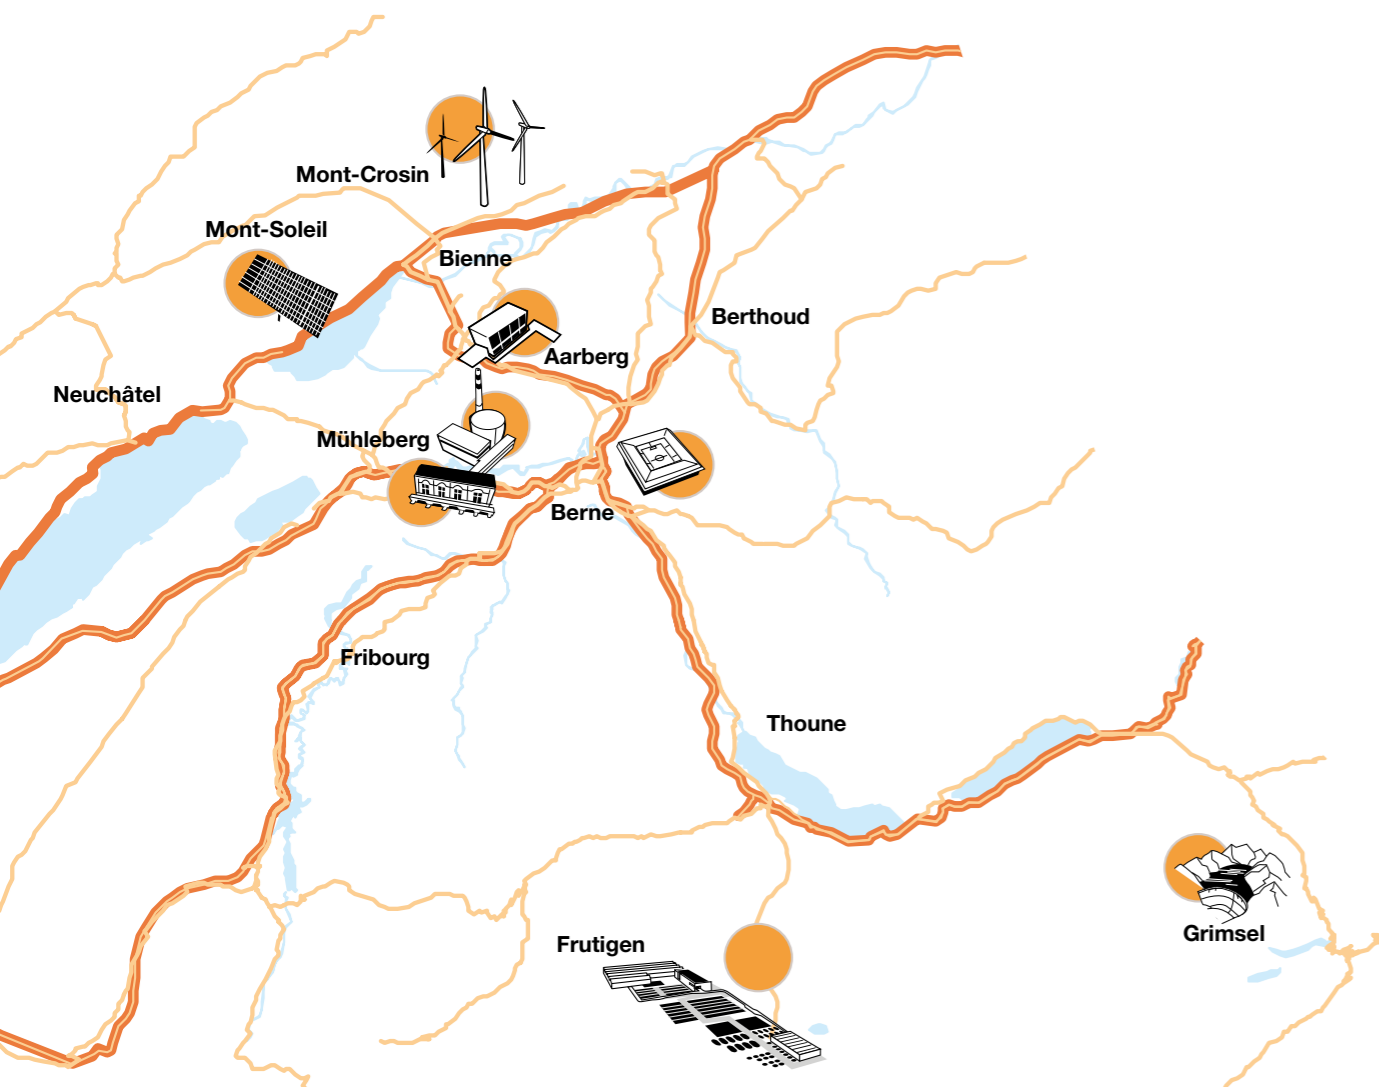 Mont-Crosin
Mont-Soleil
Bienne
Berthoud
Aarberg
Neuchâtel
Mühleberg
Berne
Fribourg
Thoune
Grimsel
Frutigen